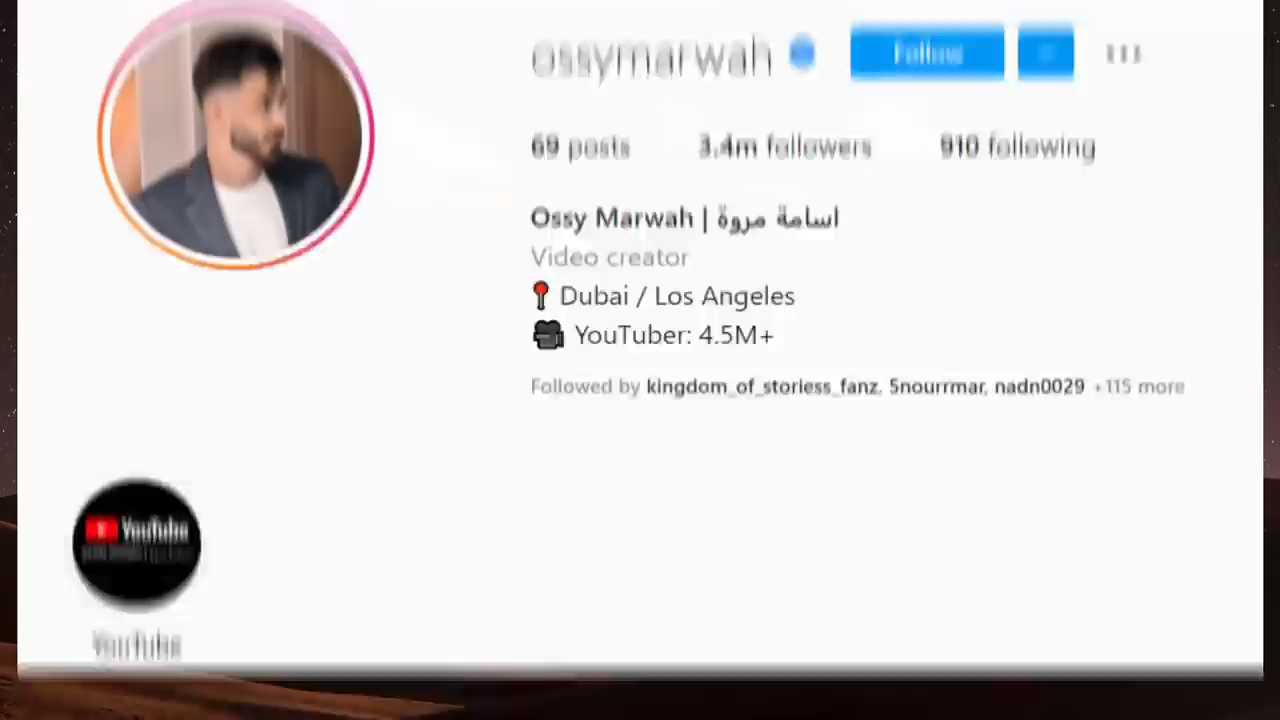 ossymarwah Follow
69 posts 3.4m followers 910 following
Ossy Marwah | اسامة مروة
Video creator
Dubai / Los Angeles
YouTuber: 4.5M+
Followed by kingdom_of_storiess_fanz, 5nourrmar, nadn0029 +115 more
YouTube
YouTube